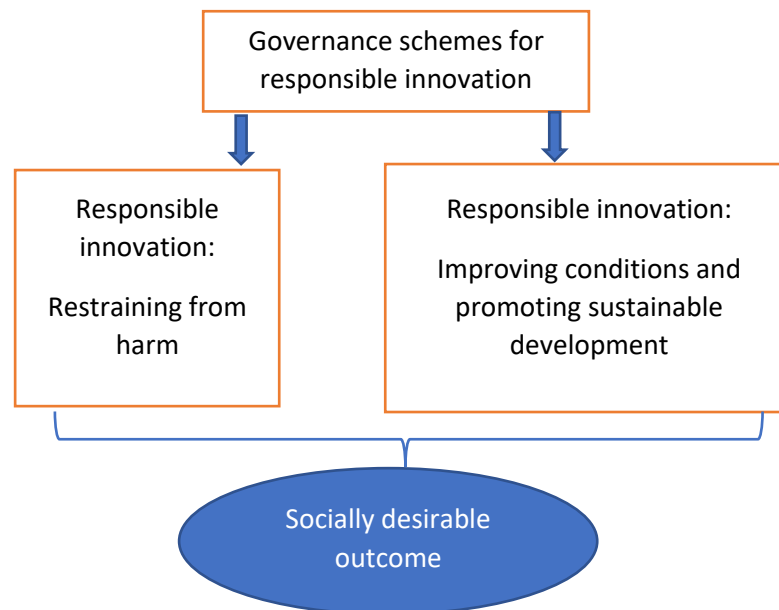 Governance schemes for
responsible innovation
Responsible
innovation:
Restraining from
harm
Responsible innovation:
Improving conditions and
promoting sustainable
development
Socially desirable
outcome